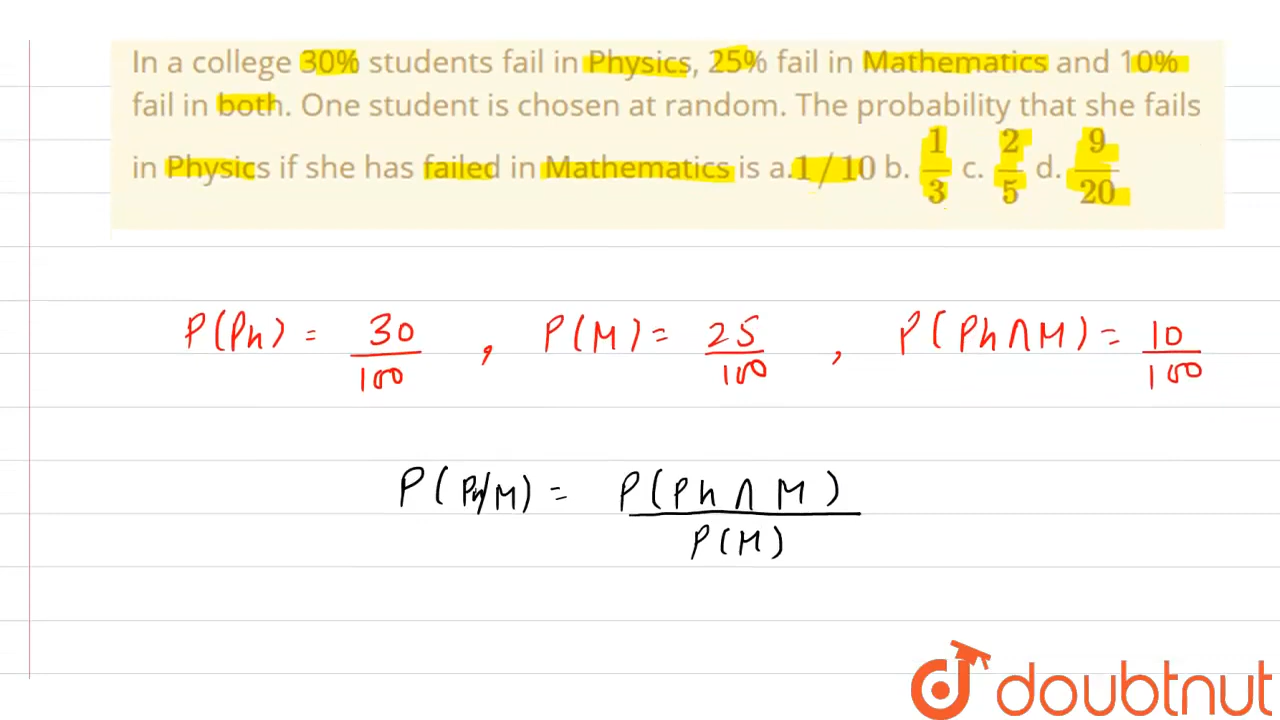 In a college 30% students fail in Physics, 25% fail in Mathematics and 10%
fail in both. One student is chosen at random. The probability that she fails
in Physics if she has failed in Mathematics is a.1/10 b. 1/3 c. 2/5 d. 9/20
P(Ph) = 30/100 , P(M) = 25/100 , P(Ph∩M) = 10/100
P(Ph/M) = P(Ph∩M)/P(M)
doubtnut